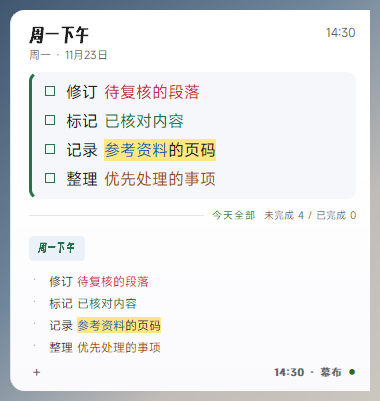 周一下午
14:30
周一 · 11月23日
修订 待复核的段落
标记 已核对内容
记录 参考资料的页码
整理 优先处理的事项
今天全部 未完成 4 / 已完成 0
周一下午
修订 待复核的段落
标记 已核对内容
记录 参考资料的页码
整理 优先处理的事项
+ 14:30 · 幕布